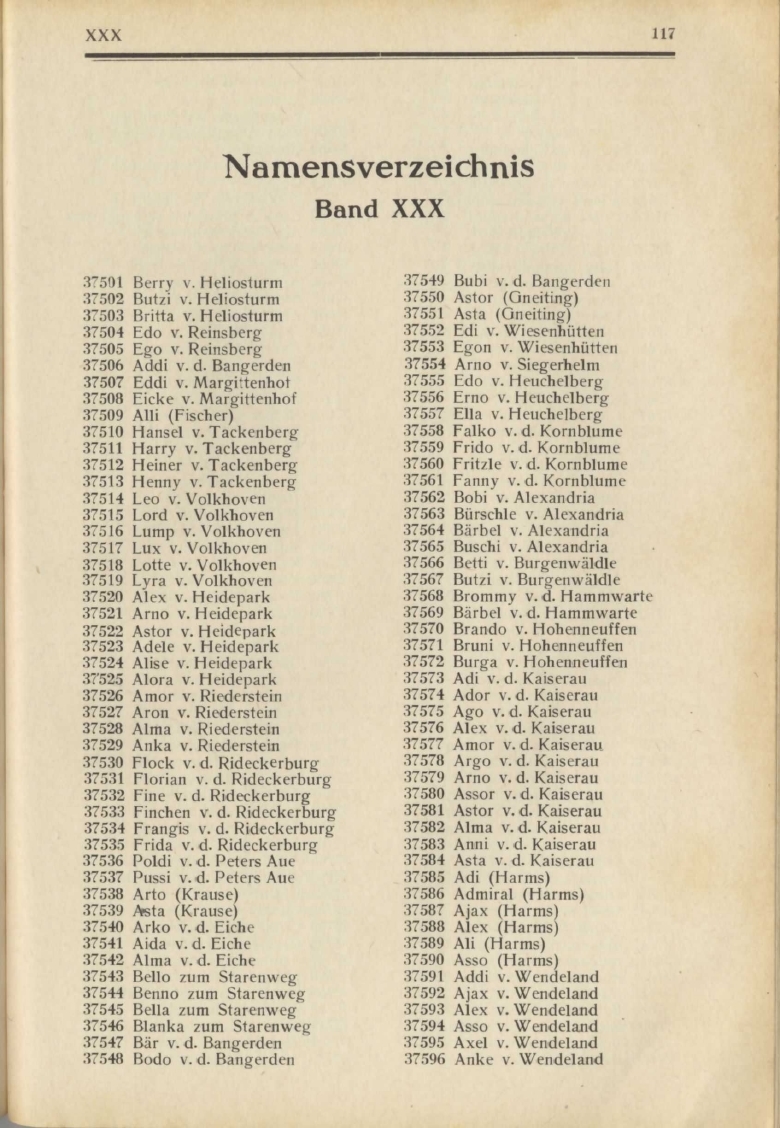 XXX 117
Namensverzeichnis
Band XXX
37501 Berry v. Heliosturm
37502 Butzi v. Heliosturm
37503 Britta v. Heliosturm
37504 Edo v. Reinsberg
37505 Ego v. Reinsberg
37506 Addi v. d. Bangerden
37507 Eddi v. Margittenhof
37508 Eicke v. Margittenhof
37509 Alli (Fischer)
37510 Hansel v. Tackenberg
37511 Harry v. Tackenberg
37512 Heiner v. Tackenberg
37513 Henny v. Tackenberg
37514 Leo v. Volkhoven
37515 Lord v. Volkhoven
37516 Lump v. Volkhoven
37517 Lux v. Volkhoven
37518 Lotte v. Volkhoven
37519 Lyra v. Volkhoven
37520 Alex v. Heidepark
37521 Arno v. Heidepark
37522 Astor v. Heidepark
37523 Adele v. Heidepark
37524 Alise v. Heidepark
37525 Alora v. Heidepark
37526 Amor v. Riederstein
37527 Aron v. Riederstein
37528 Alma v. Riederstein
37529 Anka v. Riederstein
37530 Flock v. d. Rideckerburg
37531 Florian v. d. Rideckerburg
37532 Fine v. d. Rideckerburg
37533 Finchen v. d. Rideckerburg
37534 Frangis v. d. Rideckerburg
37535 Frida v. d. Rideckerburg
37536 Poldi v. d. Peters Aue
37537 Pussi v. d. Peters Aue
37538 Arto (Krause)
37539 Asta (Krause)
37540 Arko v. d. Eiche
37541 Aida v. d. Eiche
37542 Alma v. d. Eiche
37543 Bello zum Starenweg
37544 Benno zum Starenweg
37545 Bella zum Starenweg
37546 Blanka zum Starenweg
37547 Bär v. d. Bangerden
37548 Bodo v. d. Bangerden
37549 Bubi v. d. Bangerden
37550 Astor (Gneiting)
37551 Asta (Gneiting)
37552 Edi v. Wiesenhütten
37553 Egon v. Wiesenhütten
37554 Arno v. Siegerhelm
37555 Edo v. Heuchelberg
37556 Erno v. Heuchelberg
37557 Ella v. Heuchelberg
37558 Falko v. d. Kornblume
37559 Frido v. d. Kornblume
37560 Fritzle v. d. Kornblume
37561 Fanny v. d. Kornblume
37562 Bobi v. Alexandria
37563 Bürschle v. Alexandria
37564 Bärbel v. Alexandria
37565 Buschi v. Alexandria
37566 Betti v. Burgenwäldle
37567 Butzi v. Burgenwäldle
37568 Brommy v. d. Hammwarte
37569 Bärbel v. d. Hammwarte
37570 Brando v. Hohenneuffen
37571 Bruni v. Hohenneuffen
37572 Burga v. Hohenneuffen
37573 Adi v. d. Kaiserau
37574 Ador v. d. Kaiserau
37575 Ago v. d. Kaiserau
37576 Alex v. d. Kaiserau
37577 Amor v. d. Kaiserau
37578 Argo v. d. Kaiserau
37579 Arno v. d. Kaiserau
37580 Assor v. d. Kaiserau
37581 Astor v. d. Kaiserau
37582 Alma v. d. Kaiserau
37583 Anni v. d. Kaiserau
37584 Asta v. d. Kaiserau
37585 Adi (Harms)
37586 Admiral (Harms)
37587 Ajax (Harms)
37588 Alex (Harms)
37589 Ali (Harms)
37590 Asso (Harms)
37591 Addi v. Wendeland
37592 Ajax v. Wendeland
37593 Alex v. Wendeland
37594 Asso v. Wendeland
37595 Axel v. Wendeland
37596 Anke v. Wendeland